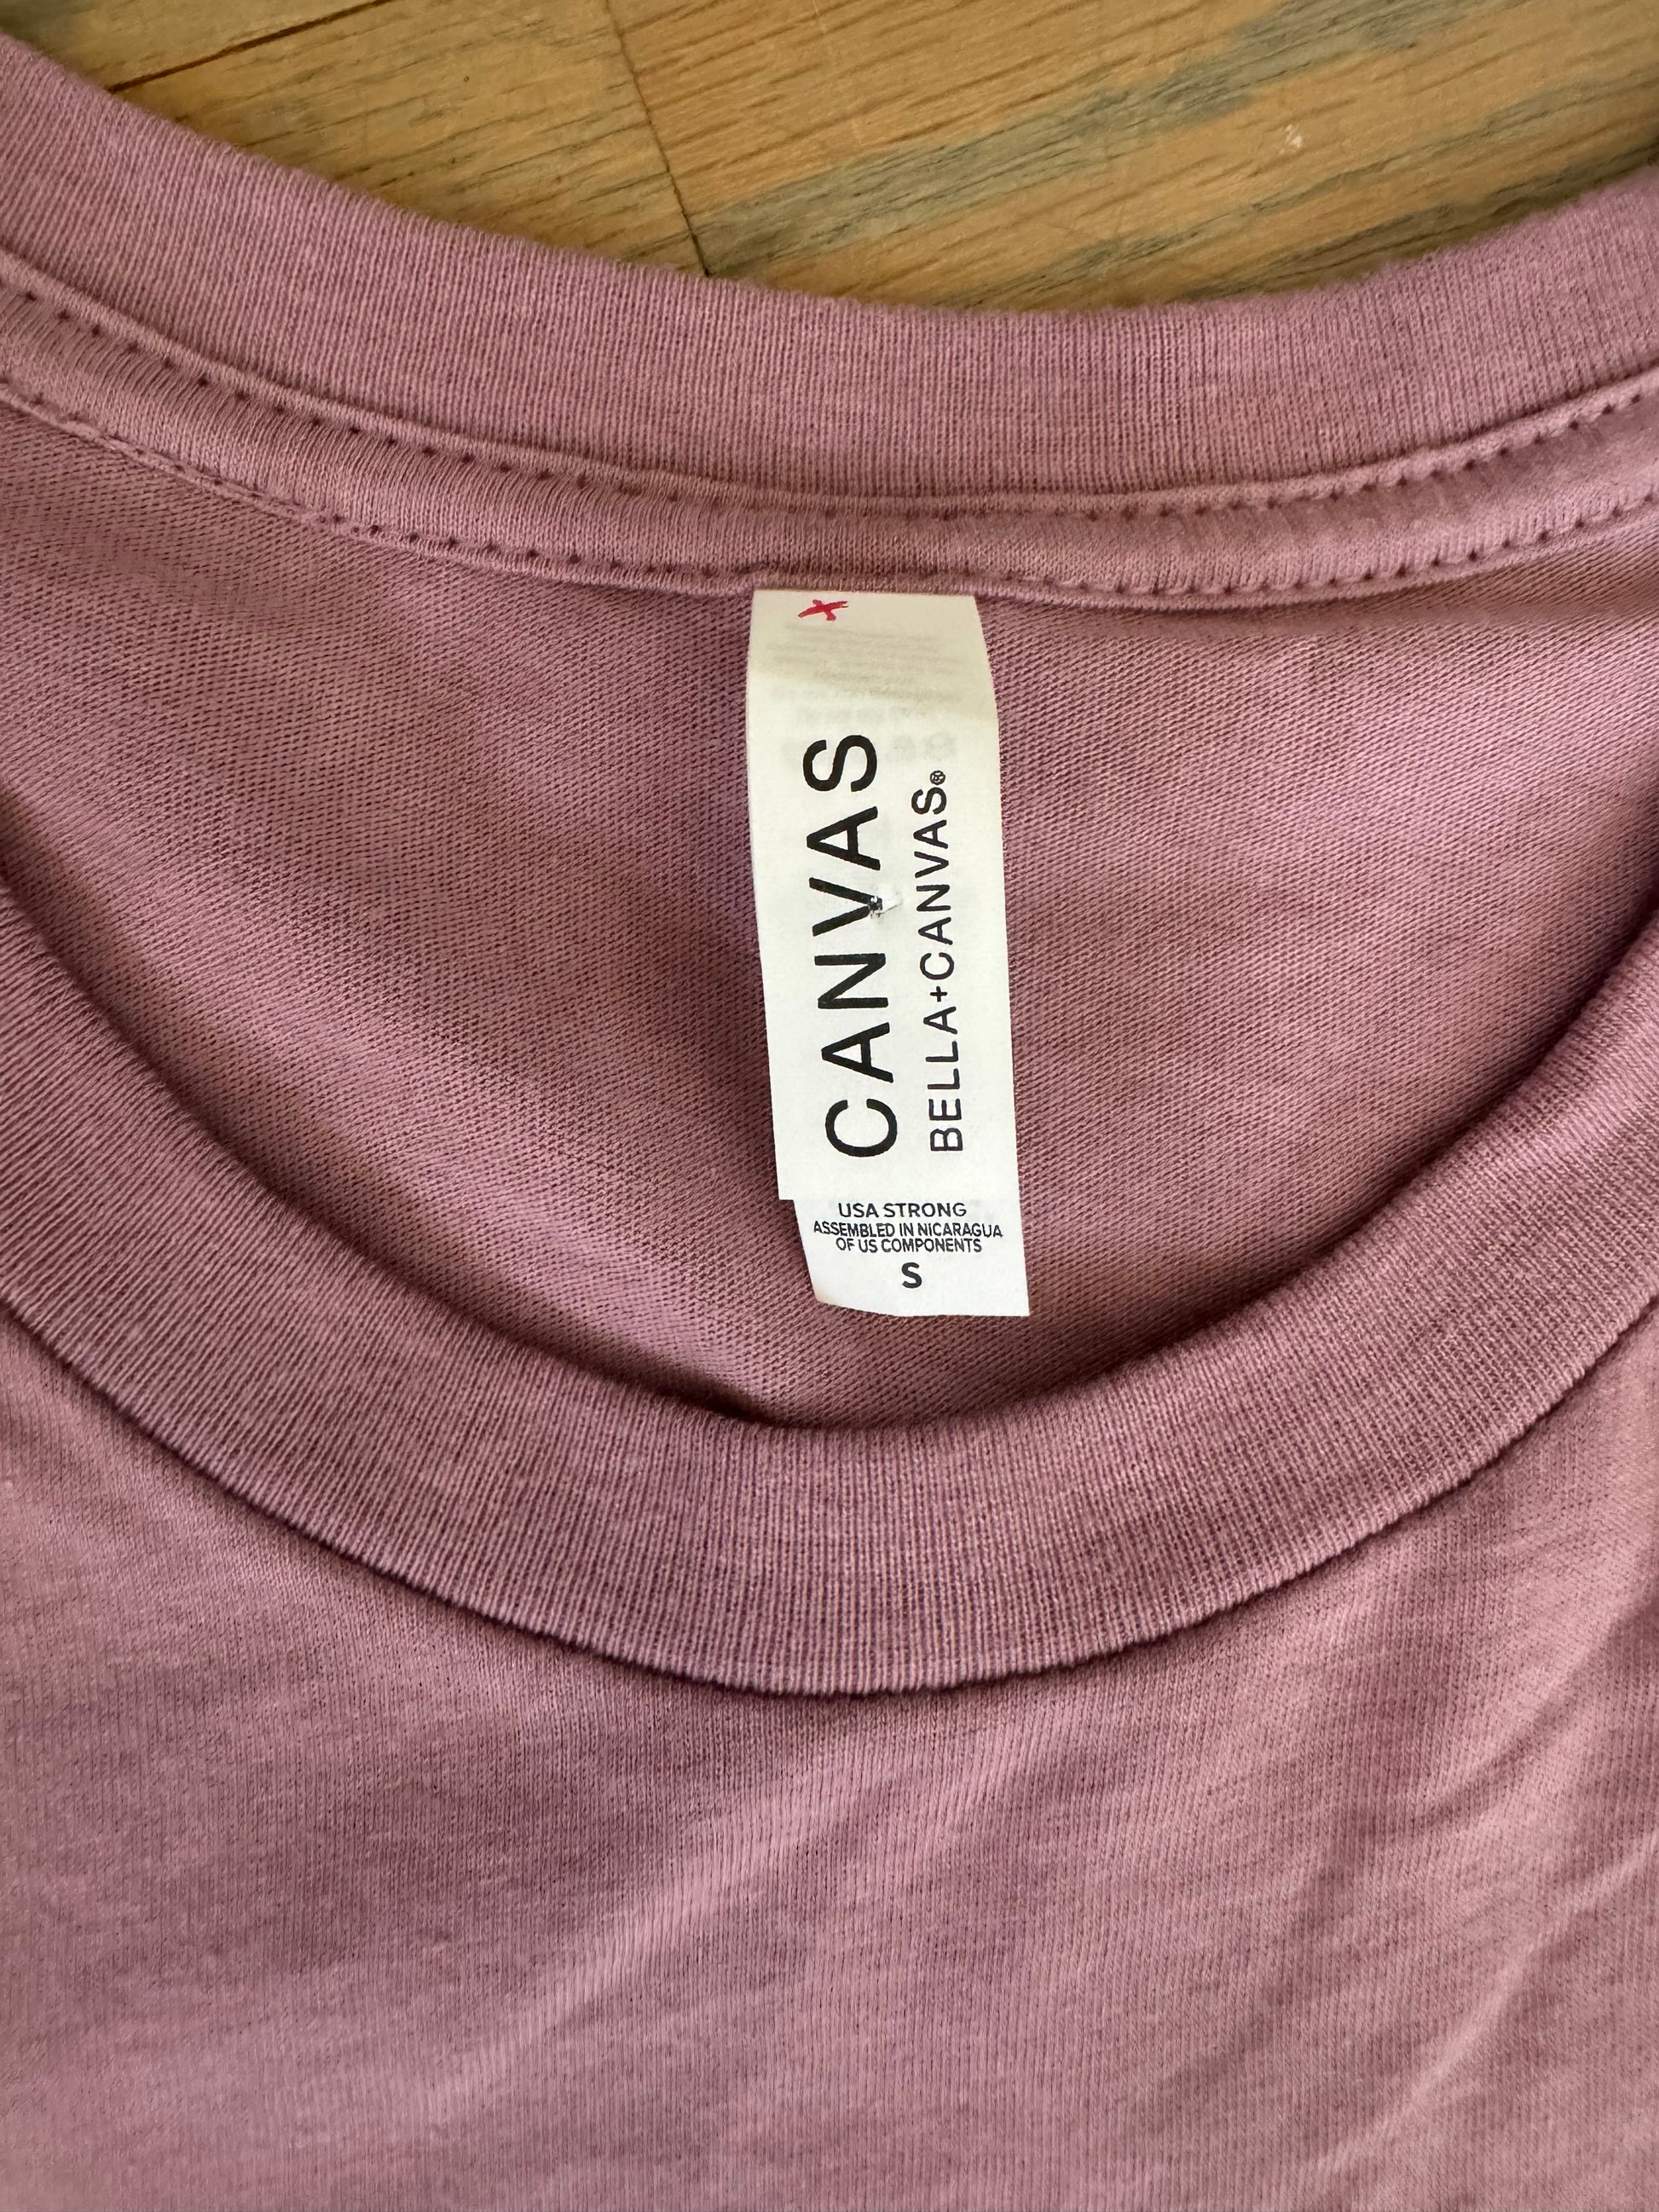 CANVAS
BELLA+CANVAS®
USA STRONG
ASSEMBLED IN NICARAGUA
OF US COMPONENTS
S